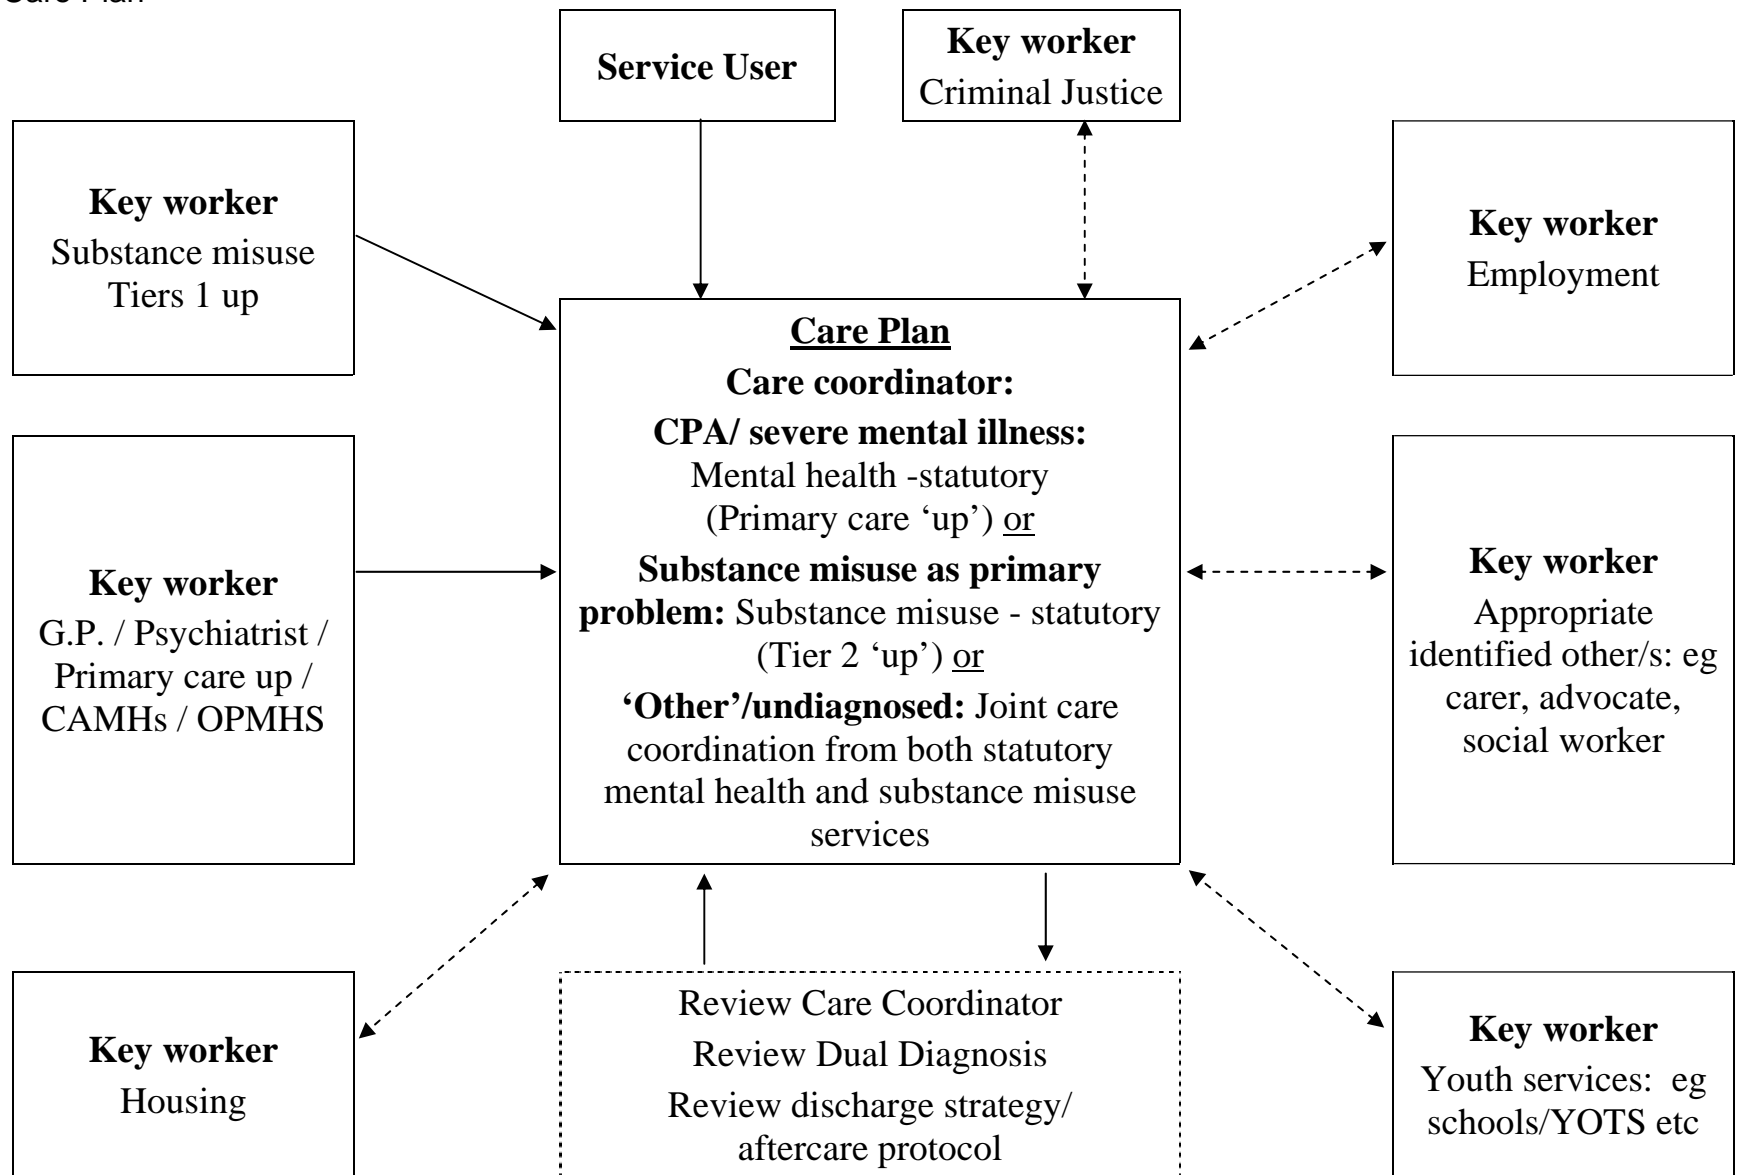 Care Plan
Service User
Key worker
Criminal Justice
Key worker
Substance misuse
Tiers 1 up
Key worker
Employment
Care Plan
Care coordinator:
CPA/ severe mental illness:
Mental health -statutory
(Primary care ‘up’) or
Substance misuse as primary
problem: Substance misuse - statutory
(Tier 2 ‘up’) or
‘Other’/undiagnosed: Joint care
coordination from both statutory
mental health and substance misuse
services
Key worker
G.P. / Psychiatrist /
Primary care up /
CAMHs / OPMHS
Key worker
Appropriate
identified other/s: eg
carer, advocate,
social worker
Key worker
Housing
Review Care Coordinator
Review Dual Diagnosis
Review discharge strategy/
aftercare protocol
Key worker
Youth services:  eg
schools/YOTS etc